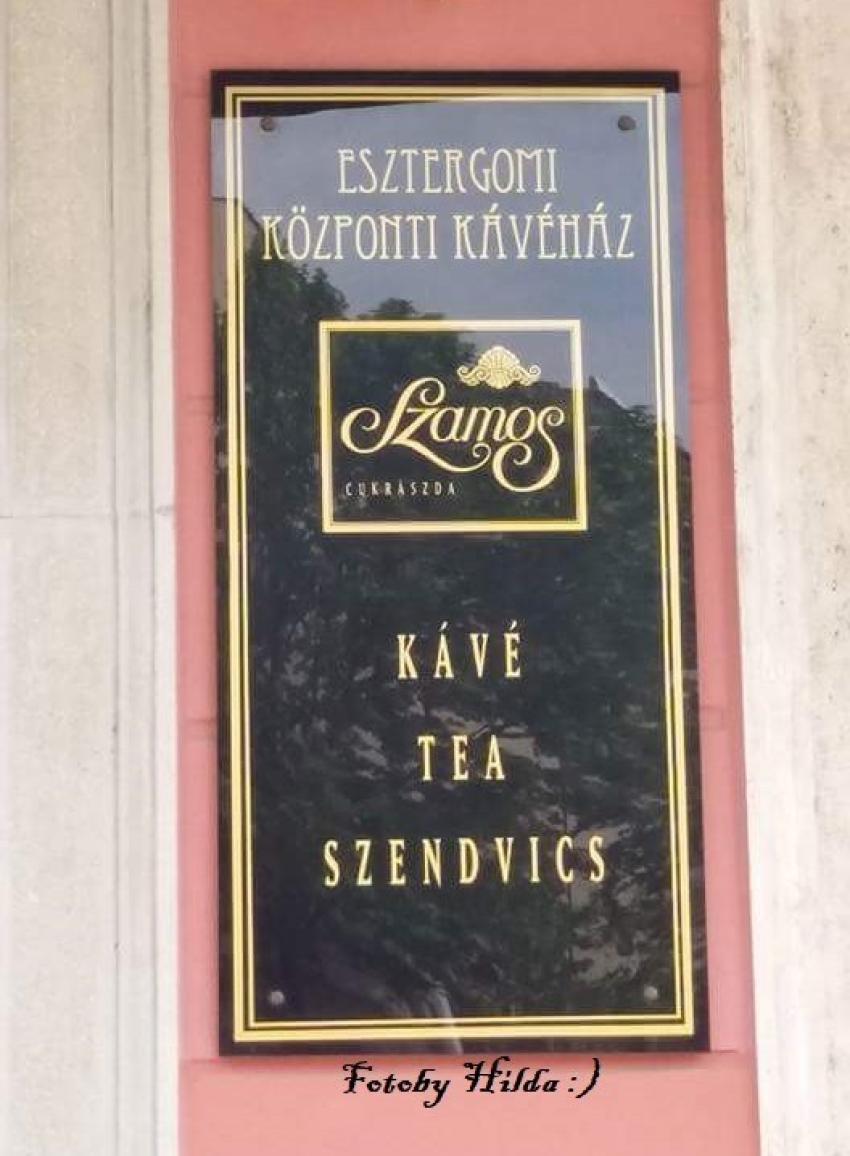 ESZTERGOMI
KÖZPONTI KÁVÉHÁZ
Szamos
CUKRÁSZDA
KÁVÉ
TEA
SZENDVICS
Fotoby Hilda :)